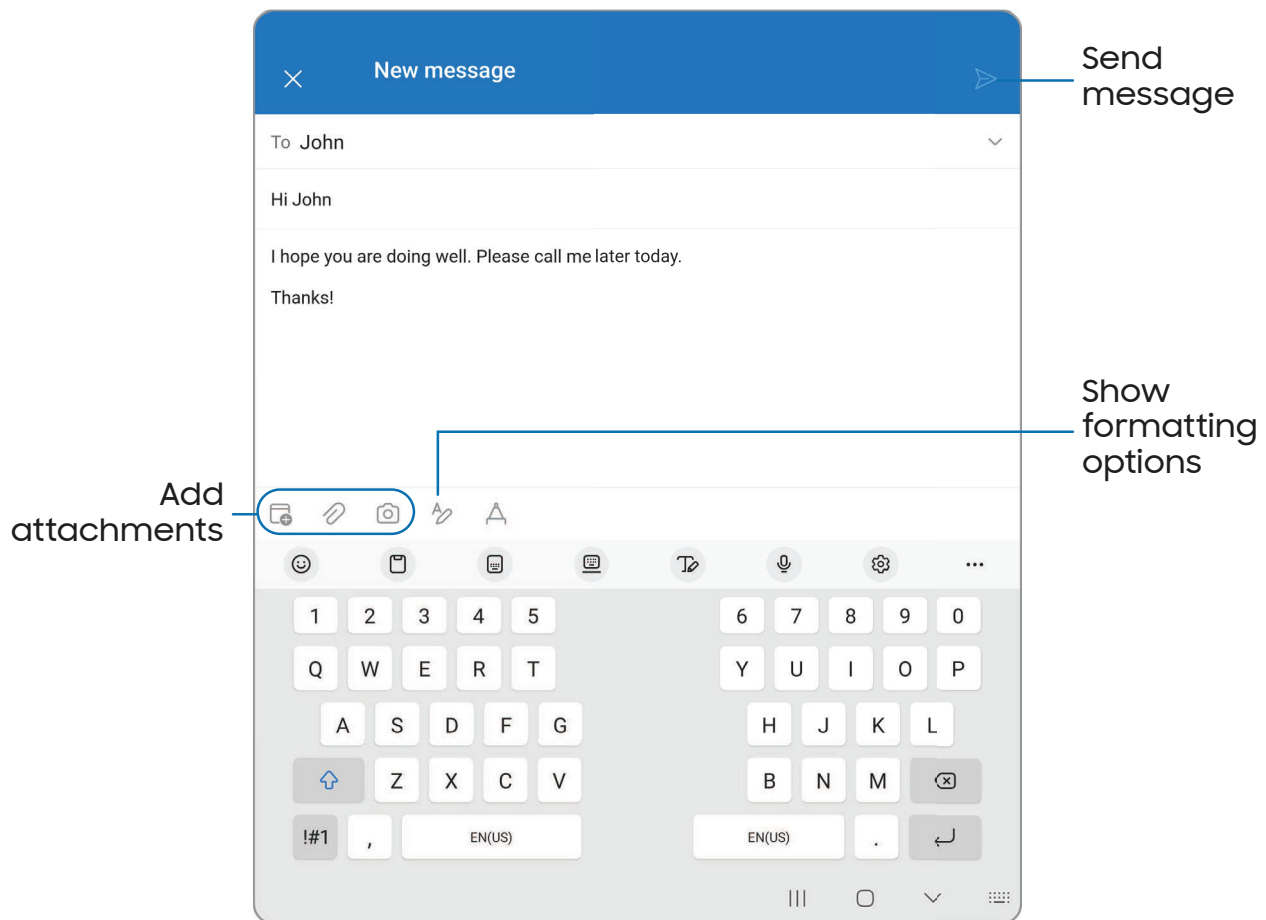 New message
Send
message
To John
Hi John
I hope you are doing well. Please call me later today.
Thanks!
Show
formatting
options
Add
attachments
1 2 3 4 5 6 7 8 9 0
Q W E R T Y U I O P
A S D F G H J K L
Z X C V B N M
!#1 , EN(US) EN(US) .